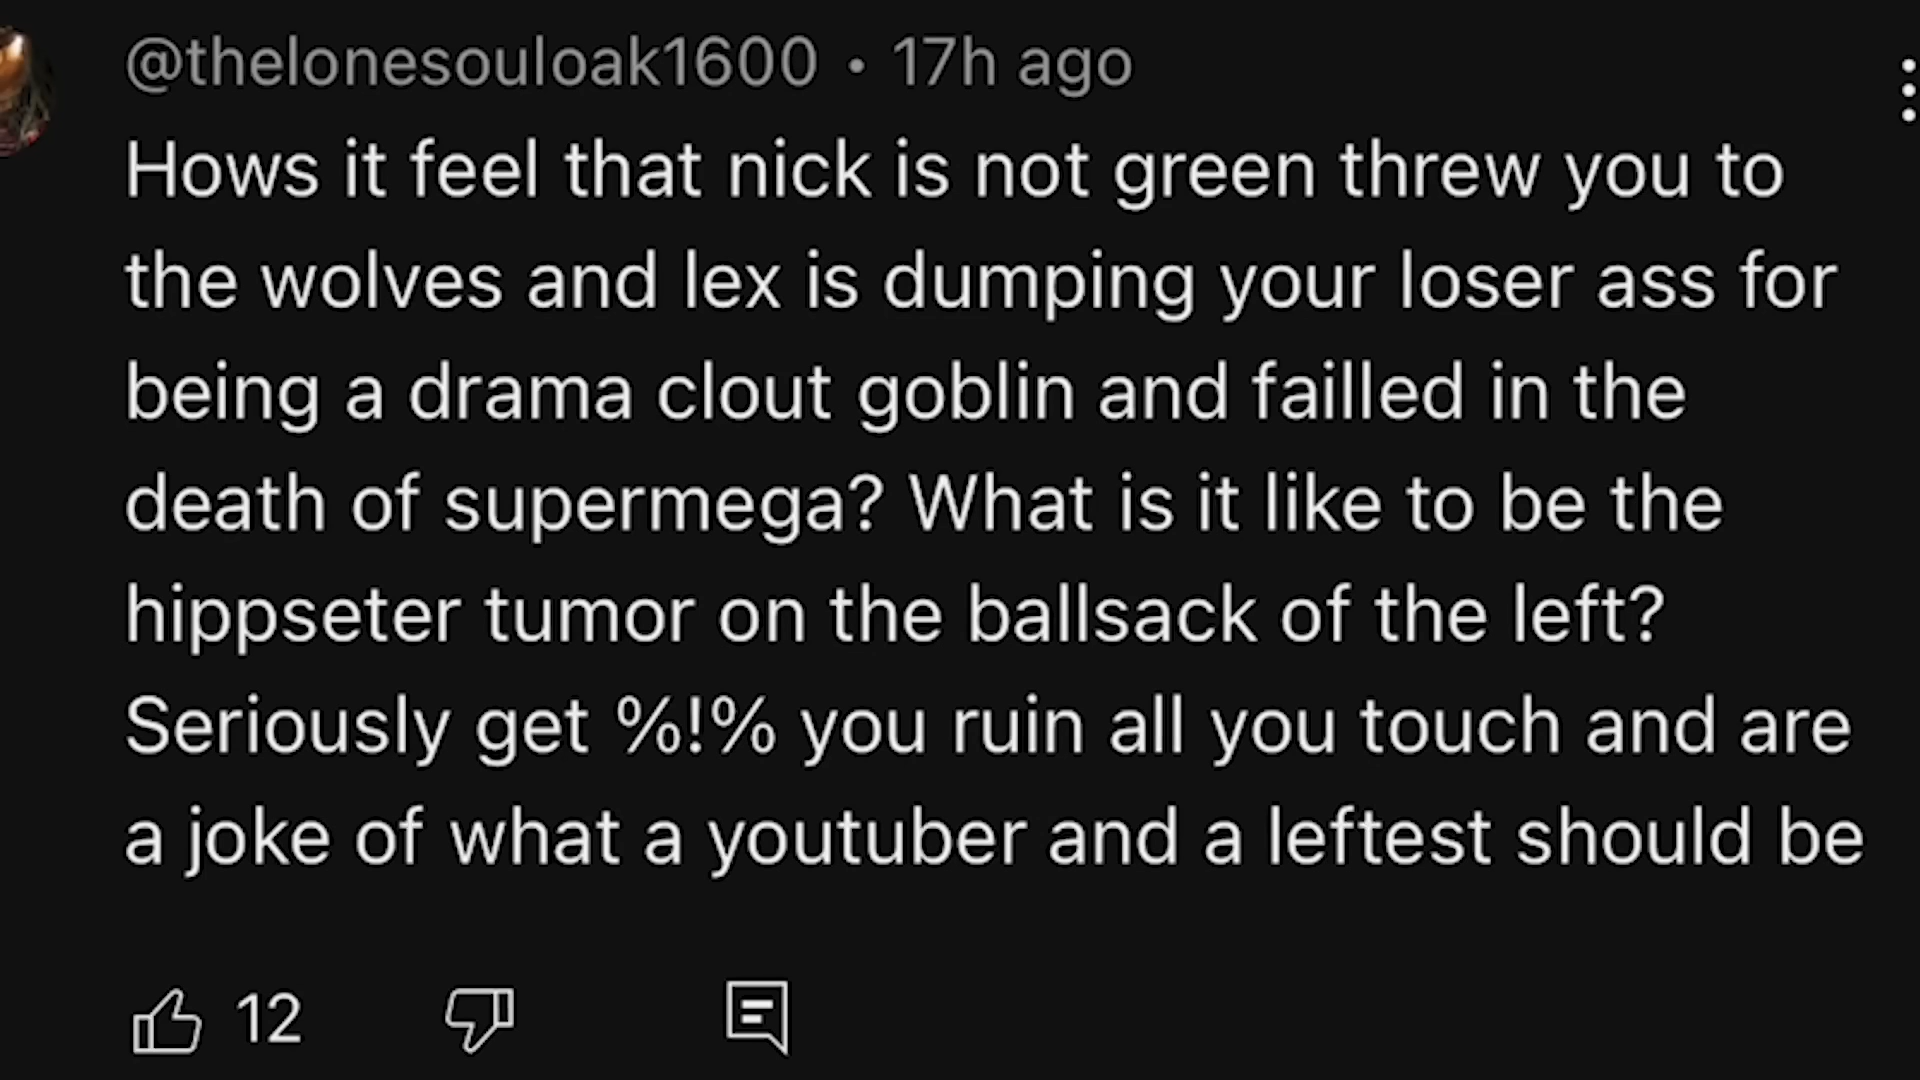 @thelonesouloak1600 • 17h ago
Hows it feel that nick is not green threw you to
the wolves and lex is dumping your loser ass for
being a drama clout goblin and failled in the
death of supermega? What is it like to be the
hippseter tumor on the ballsack of the left?
Seriously get %!% you ruin all you touch and are
a joke of what a youtuber and a leftest should be
12